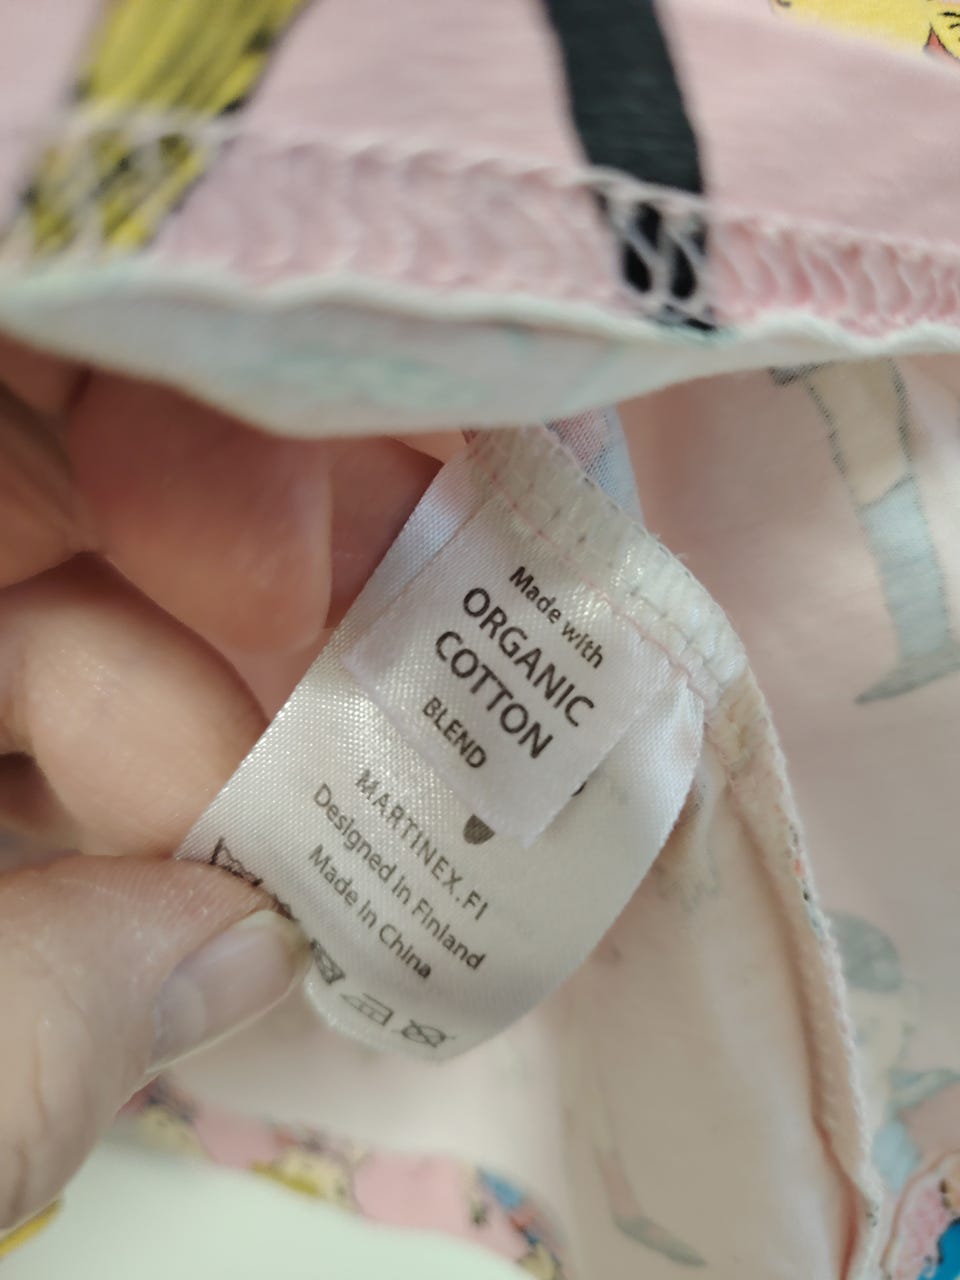 Made with
ORGANIC
COTTON
BLEND
MARTINEX.FI
Designed in Finland
Made in China